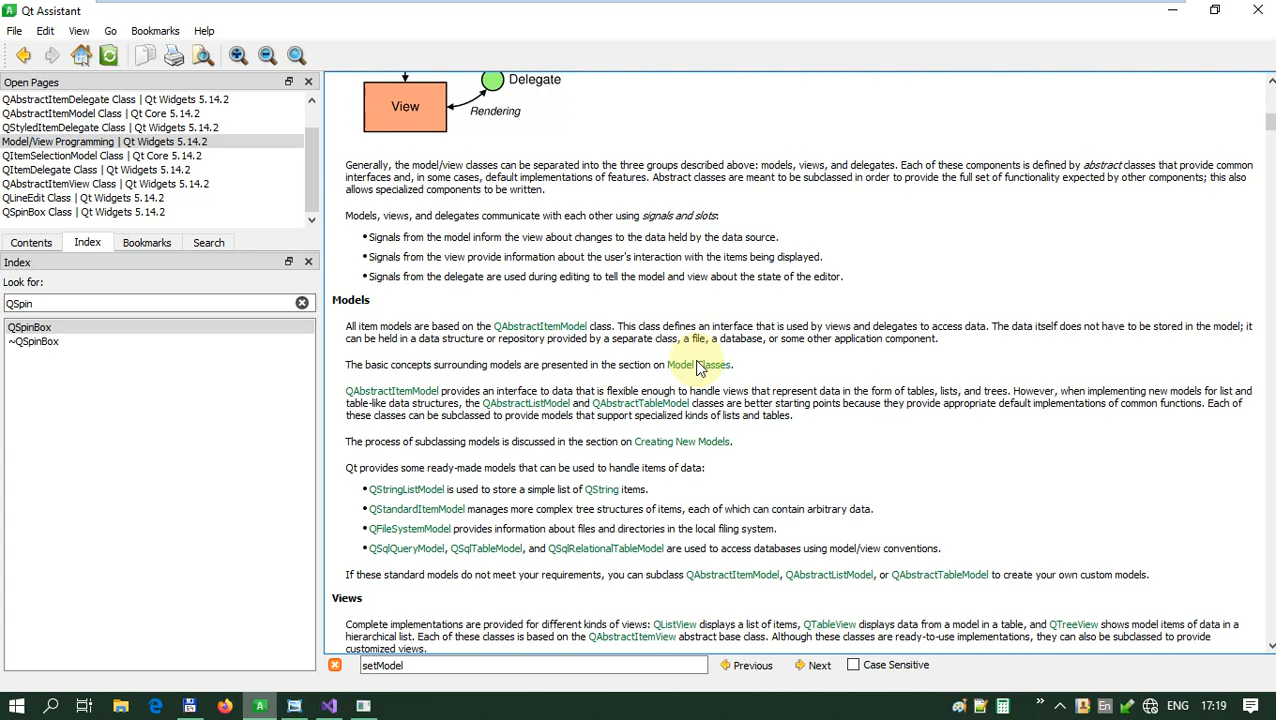 Qt Assistant
File Edit View Go Bookmarks Help
Open Pages
QAbstractItemDelegate Class | Qt Widgets 5.14.2
QAbstractItemModel Class | Qt Core 5.14.2
QStyledItemDelegate Class | Qt Widgets 5.14.2
Model/View Programming | Qt Widgets 5.14.2
QItemSelectionModel Class | Qt Core 5.14.2
QItemDelegate Class | Qt Widgets 5.14.2
QAbstractItemView Class | Qt Widgets 5.14.2
QLineEdit Class | Qt Widgets 5.14.2
QSpinBox Class | Qt Widgets 5.14.2
Contents Index Bookmarks Search
Index
Look for:
QSpin
QSpinBox
~QSpinBox
Delegate
View
Rendering
Generally, the model/view classes can be separated into the three groups described above: models, views, and delegates. Each of these components is defined by abstract classes that provide common
interfaces and, in some cases, default implementations of features. Abstract classes are meant to be subclassed in order to provide the full set of functionality expected by other components; this also
allows specialized components to be written.
Models, views, and delegates communicate with each other using signals and slots:
• Signals from the model inform the view about changes to the data held by the data source.
• Signals from the view provide information about the user's interaction with the items being displayed.
• Signals from the delegate are used during editing to tell the model and view about the state of the editor.
Models
All item models are based on the QAbstractItemModel class. This class defines an interface that is used by views and delegates to access data. The data itself does not have to be stored in the model; it
can be held in a data structure or repository provided by a separate class, a file, a database, or some other application component.
The basic concepts surrounding models are presented in the section on Model Classes.
QAbstractItemModel provides an interface to data that is flexible enough to handle views that represent data in the form of tables, lists, and trees. However, when implementing new models for list and
table-like data structures, the QAbstractListModel and QAbstractTableModel classes are better starting points because they provide appropriate default implementations of common functions. Each of
these classes can be subclassed to provide models that support specialized kinds of lists and tables.
The process of subclassing models is discussed in the section on Creating New Models.
Qt provides some ready-made models that can be used to handle items of data:
• QStringListModel is used to store a simple list of QString items.
• QStandardItemModel manages more complex tree structures of items, each of which can contain arbitrary data.
• QFileSystemModel provides information about files and directories in the local filing system.
• QSqlQueryModel, QSqlTableModel, and QSqlRelationalTableModel are used to access databases using model/view conventions.
If these standard models do not meet your requirements, you can subclass QAbstractItemModel, QAbstractListModel, or QAbstractTableModel to create your own custom models.
Views
Complete implementations are provided for different kinds of views: QListView displays a list of items, QTableView displays data from a model in a table, and QTreeView shows model items of data in a
hierarchical list. Each of these classes is based on the QAbstractItemView abstract base class. Although these classes are ready-to-use implementations, they can also be subclassed to provide
customized views.
setModel Previous Next Case Sensitive
ENG 17:19